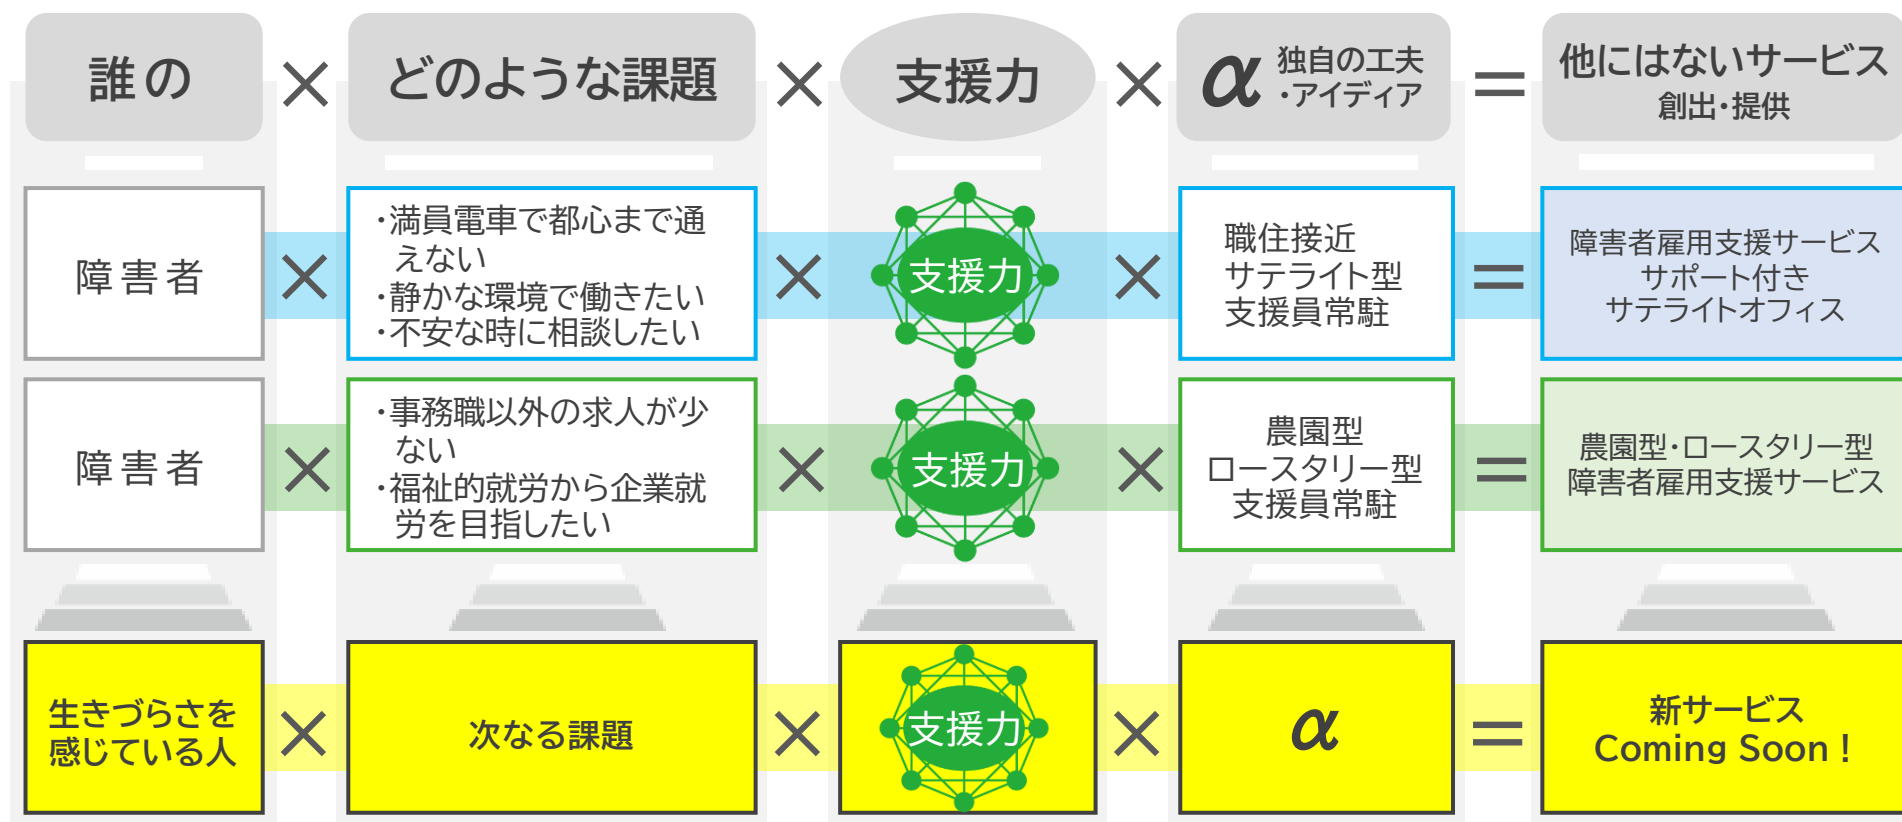 誰の
×
どのような課題
×
支援力
×
α 独自の工夫
・アイディア
=
他にはないサービス
創出・提供
障害者
×
・満員電車で都心まで通
えない
・静かな環境で働きたい
・不安な時に相談したい
×
支援力
×
職住接近
サテライト型
支援員常駐
=
障害者雇用支援サービス
サポート付き
サテライトオフィス
障害者
×
・事務職以外の求人が少
ない
・福祉的就労から企業就
労を目指したい
×
支援力
×
農園型
ロースタリー型
支援員常駐
=
農園型・ロースタリー型
障害者雇用支援サービス
生きづらさを
感じている人
×
次なる課題
×
支援力
×
α
=
新サービス
Coming Soon！